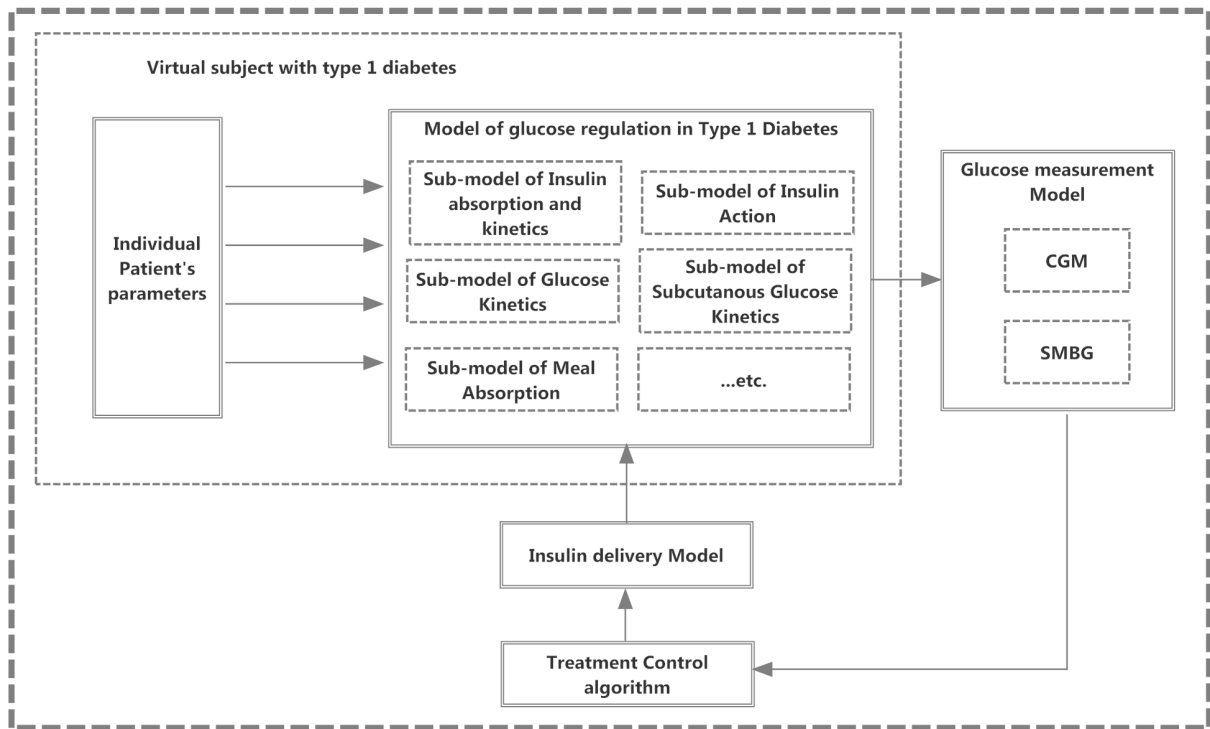 Virtual subject with type 1 diabetes
Individual
Patient's
parameters
Model of glucose regulation in Type 1 Diabetes
Sub-model of Insulin
absorption and
kinetics
Sub-model of Insulin
Action
Sub-model of Glucose
Kinetics
Sub-model of
Subcutanous Glucose
Kinetics
Sub-model of Meal
Absorption
...etc.
Glucose measurement
Model
CGM
SMBG
Insulin delivery Model
Treatment Control
algorithm